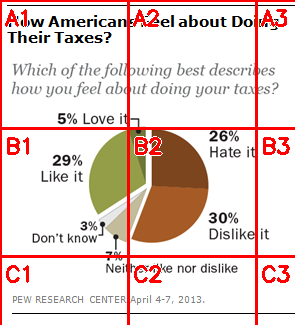 How Americans Feel about Doing
Their Taxes?
Which of the following best describes
how you feel about doing your taxes?
5% Love it
26%
Hate it
29%
Like it
30%
Dislike it
3%
Don't know
7%
Neither like nor dislike
PEW RESEARCH CENTER April 4-7, 2013.
A1
A2
A3
B1
B2
B3
C1
C2
C3